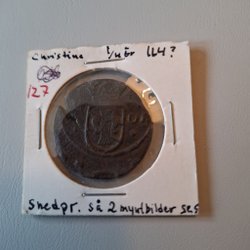 Christina 1/4 ör 164?
127
Snedpr. så 2 myntbilder ses